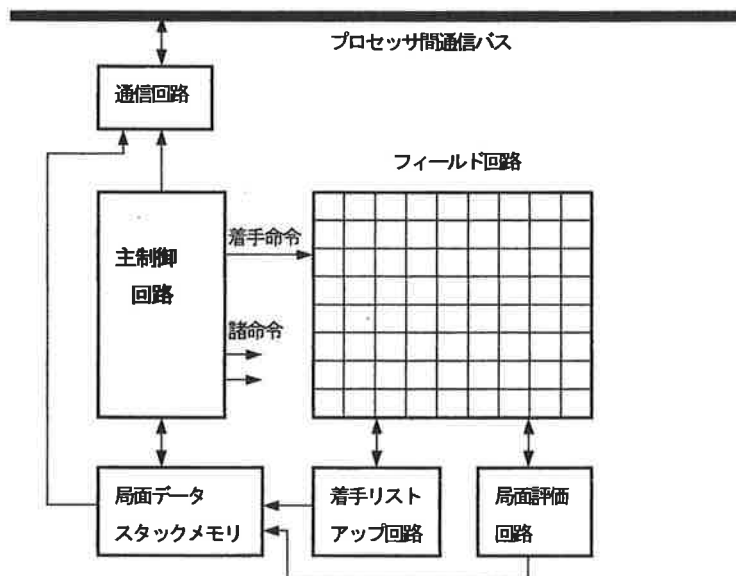 プロセッサ間通信バス
通信回路
フィールド回路
着手命令
主制御
回路
諸命令
局面データ
スタックメモリ
着手リスト
アップ回路
局面評価
回路